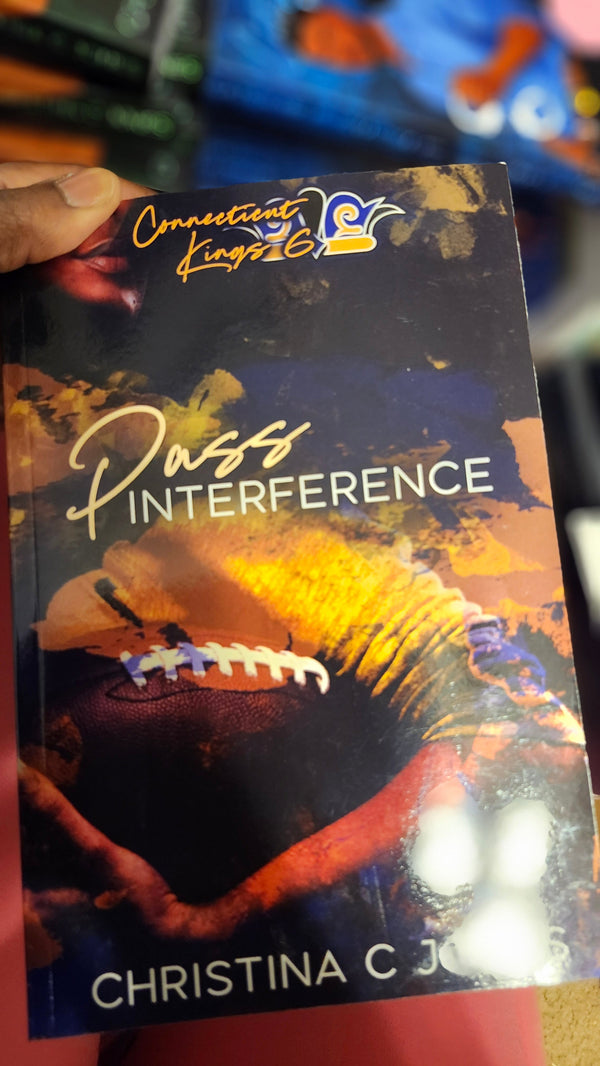 Connecticut
Kings 6
Pass
INTERFERENCE
CHRISTINA C